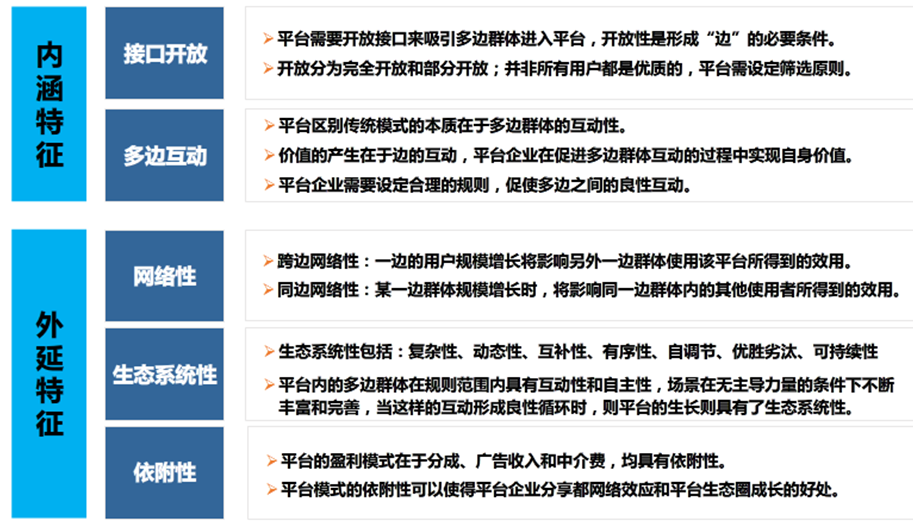 内涵特征
接口开放
平台需要开放接口来吸引多边群体进入平台，开放性是形成“边”的必要条件。
开放分为完全开放和部分开放；并非所有用户都是优质的，平台需设定筛选原则。
多边互动
平台区别传统模式的本质在于多边群体的互动性。
价值的产生在于边的互动，平台企业在促进多边群体互动的过程中实现自身价值。
平台企业需要设定合理的规则，促使多边之间的良性互动。
外延特征
网络性
跨边网络性：一边的用户规模增长将影响另外一边群体使用该平台所得到的效用。
同边网络性：某一边群体规模增长时，将影响同一边群体内的其他使用者所得到的效用。
生态系统性
生态系统性包括：复杂性、动态性、互补性、有序性、自调节、优胜劣汰、可持续性
平台内的多边群体在规则范围内具有互动性和自主性，场景在无主导力量的条件下不断
丰富和完善，当这样的互动形成良性循环时，则平台的生长则具有了生态系统性。
依附性
平台的盈利模式在于分成、广告收入和中介费，均具有依附性。
平台模式的依附性可以使得平台企业分享都网络效应和平台生态圈成长的好处。